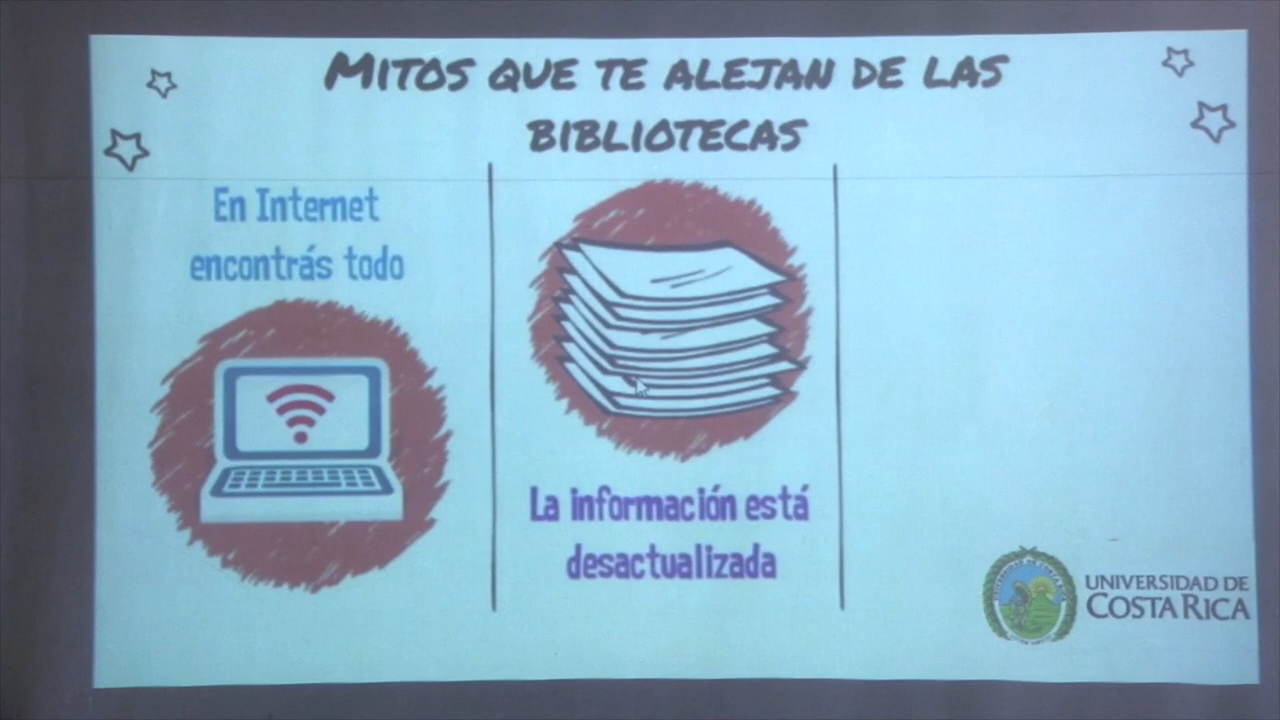 MITOS QUE TE ALEJAN DE LAS
BIBLIOTECAS
En Internet
encontrás todo
La información está
desactualizada
UNIVERSIDAD DE
COSTA RICA